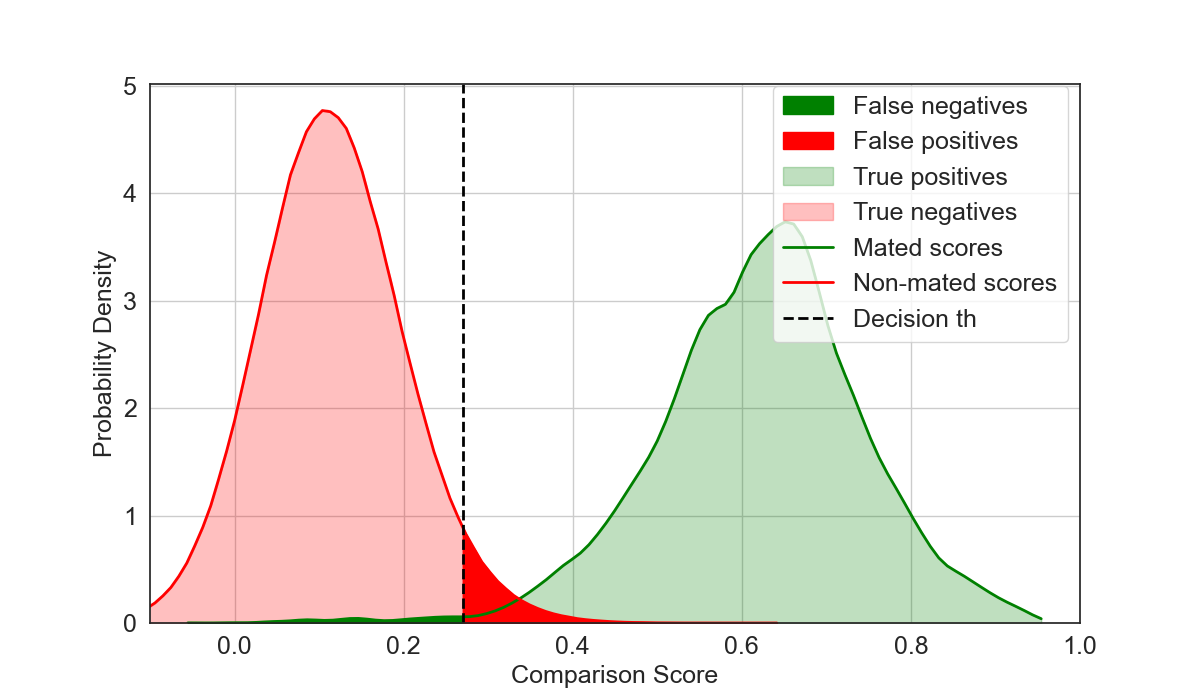 5
4
3
2
1
0
Probability Density
0.0 0.2 0.4 0.6 0.8 1.0
Comparison Score
False negatives
False positives
True positives
True negatives
Mated scores
Non-mated scores
Decision th